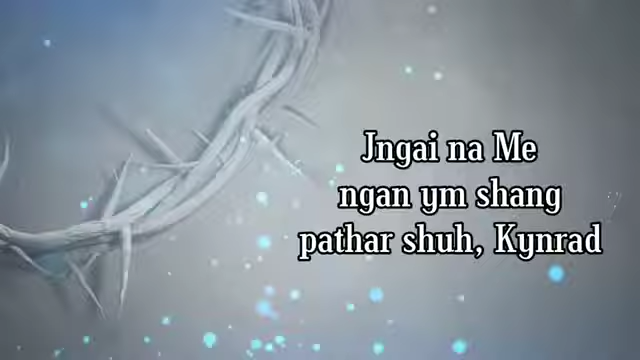 Jngai na Me
ngan ym shang
pathar shuh, Kynrad